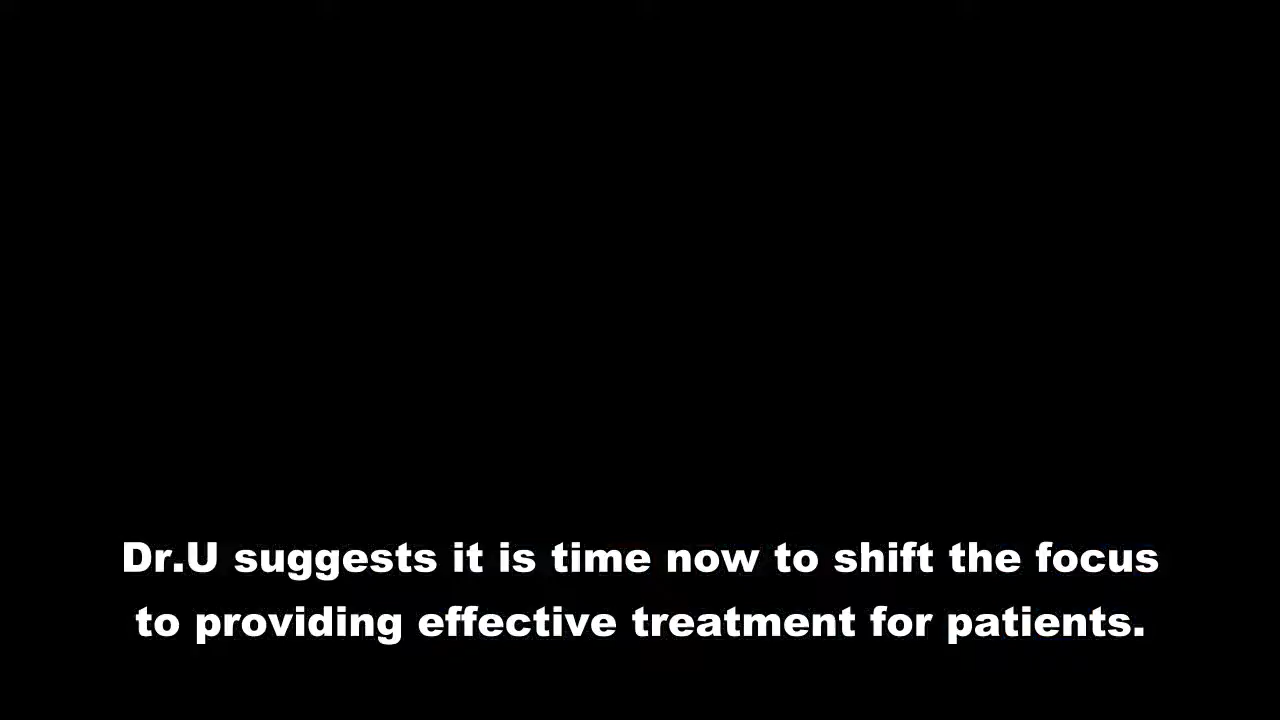 Dr.U suggests it is time now to shift the focus
to providing effective treatment for patients.